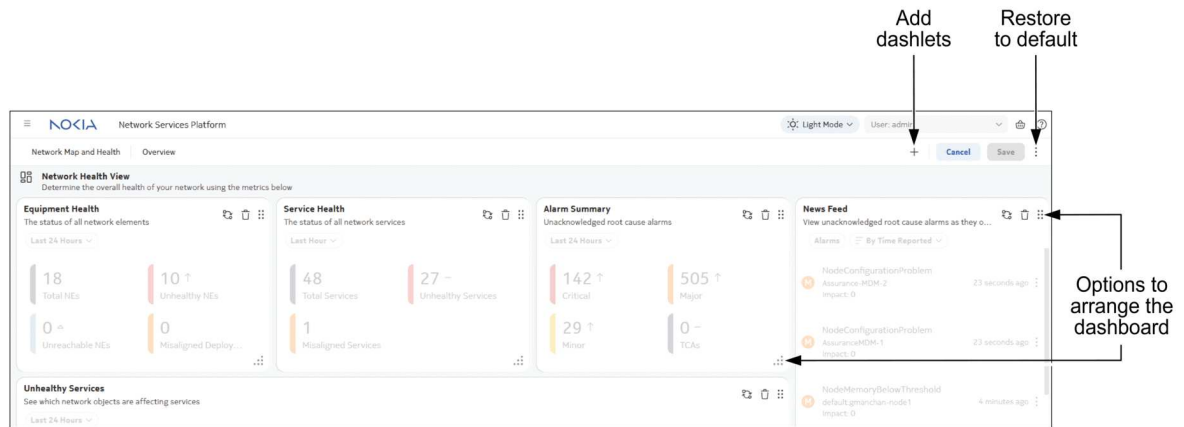 Add
dashlets
Restore
to default
NOKIA Network Services Platform
Light Mode User: admin
Network Map and Health Overview
Cancel Save
Network Health View
Determine the overall health of your network using the metrics below
Equipment Health
The status of all network elements
Last 24 Hours
18
Total NEs
10
Unhealthy NEs
0
Unreachable NEs
0
Misaligned Deploy...
Service Health
The status of all network services
Last Hour
48
Total Services
27
Unhealthy Services
1
Misaligned Services
Alarm Summary
Unacknowledged root cause alarms
Last 24 Hours
142
Critical
505
Major
29
Minor
0
TCAs
News Feed
View unacknowledged root cause alarms as they o...
Alarms By Time Reported
M
NodeConfigurationProblem
Assurance-MDM-2
Impact: 0
23 seconds ago
M
NodeConfigurationProblem
AssuranceMDM-1
Impact: 0
23 seconds ago
M
NodeMemoryBelowThreshold
default:gmanchan-node1
Impact: 0
4 minutes ago
Options to
arrange the
dashboard
Unhealthy Services
See which network objects are affecting services
Last 24 Hours